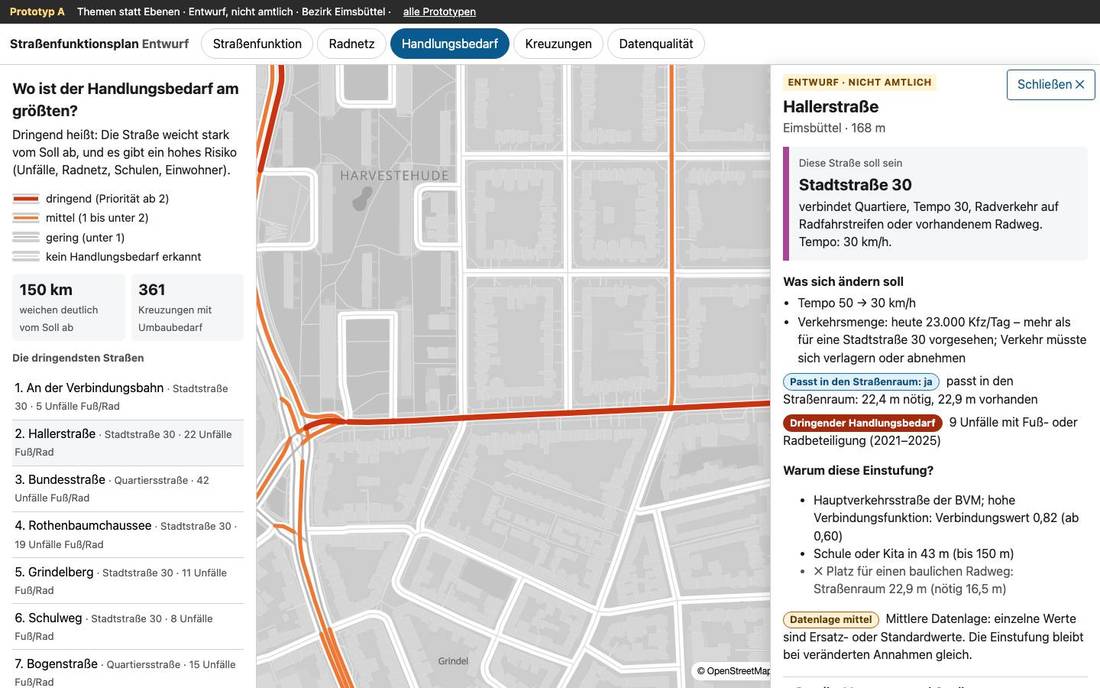 Prototyp A Themen statt Ebenen · Entwurf, nicht amtlich · Bezirk Eimsbüttel · alle Prototypen
Straßenfunktionsplan Entwurf
Straßenfunktion
Radnetz
Handlungsbedarf
Kreuzungen
Datenqualität
Wo ist der Handlungsbedarf am
größten?
Dringend heißt: Die Straße weicht stark
vom Soll ab, und es gibt ein hohes Risiko
(Unfälle, Radnetz, Schulen, Einwohner).
dringend (Priorität ab 2)
mittel (1 bis unter 2)
gering (unter 1)
kein Handlungsbedarf erkannt
150 km
weichen deutlich
vom Soll ab
361
Kreuzungen mit
Umbaubedarf
Die dringendsten Straßen
1. An der Verbindungsbahn · Stadtstraße
30 · 5 Unfälle Fuß/Rad
2. Hallerstraße · Stadtstraße 30 · 22 Unfälle
Fuß/Rad
3. Bundesstraße · Quartiersstraße · 42
Unfälle Fuß/Rad
4. Rothenbaumchaussee · Stadtstraße 30 ·
19 Unfälle Fuß/Rad
5. Grindelberg · Stadtstraße 30 · 11 Unfälle
Fuß/Rad
6. Schulweg · Stadtstraße 30 · 8 Unfälle
Fuß/Rad
7. Bogenstraße · Quartiersstraße · 15 Unfälle
Fuß/Rad
HARVESTEHUDE
Grindel
© OpenStreetMap
ENTWURF · NICHT AMTLICH
Schließen ✕
Hallerstraße
Eimsbüttel · 168 m
Diese Straße soll sein
Stadtstraße 30
verbindet Quartiere, Tempo 30, Radverkehr auf
Radfahrstreifen oder vorhandenem Radweg.
Tempo: 30 km/h.
Was sich ändern soll
• Tempo 50 → 30 km/h
• Verkehrsmenge: heute 23.000 Kfz/Tag – mehr als
für eine Stadtstraße 30 vorgesehen; Verkehr müsste
sich verlagern oder abnehmen
Passt in den Straßenraum: ja passt in den
Straßenraum: 22,4 m nötig, 22,9 m vorhanden
Dringender Handlungsbedarf 9 Unfälle mit Fuß- oder
Radbeteiligung (2021–2025)
Warum diese Einstufung?
• Hauptverkehrsstraße der BVM; hohe
Verbindungsfunktion: Verbindungswert 0,82 (ab
0,60)
• Schule oder Kita in 43 m (bis 150 m)
• ✕ Platz für einen baulichen Radweg:
Straßenraum 22,9 m (nötig 16,5 m)
Datenlage mittel Mittlere Datenlage: einzelne Werte
sind Ersatz- oder Standardwerte. Die Einstufung bleibt
bei veränderten Annahmen gleich.